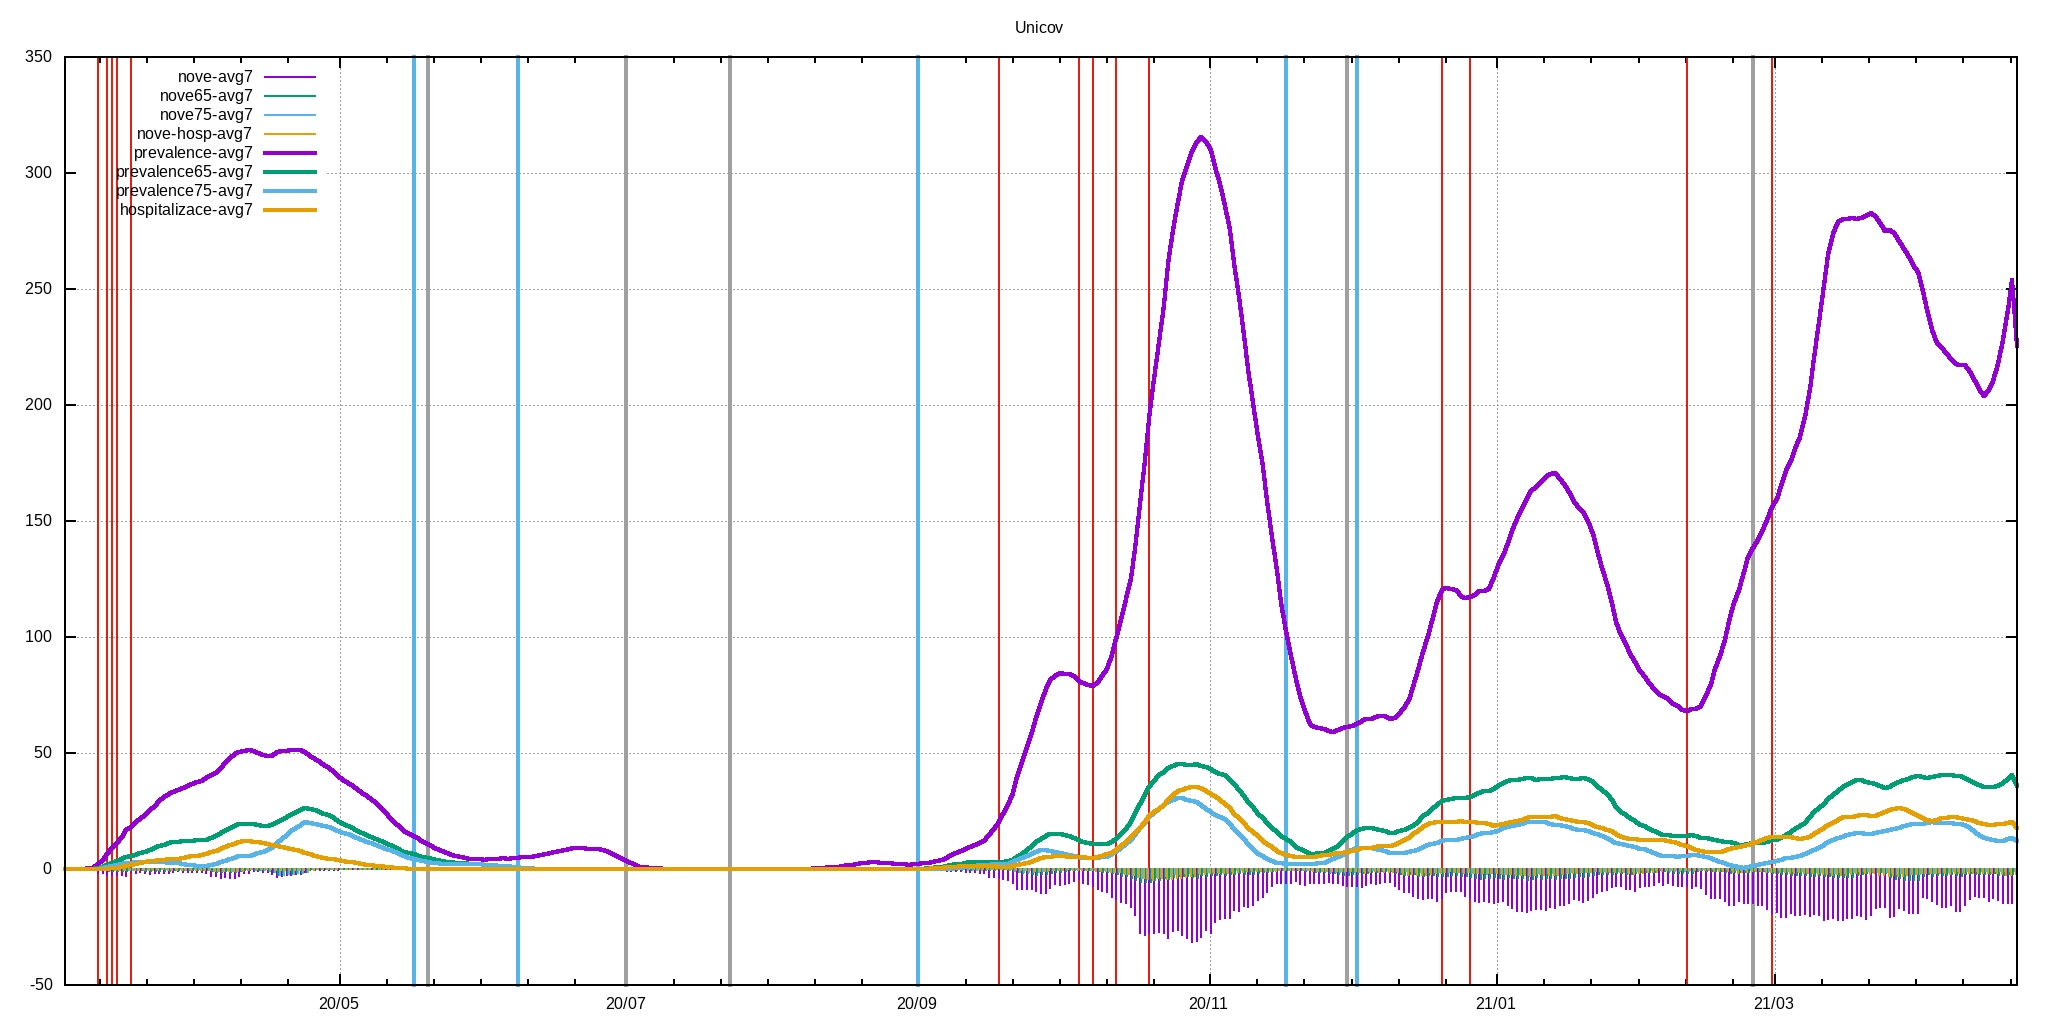 Unicov
350
300
250
200
150
100
50
0
-50
nove-avg7
nove65-avg7
nove75-avg7
nove-hosp-avg7
prevalence-avg7
prevalence65-avg7
prevalence75-avg7
hospitalizace-avg7
20/05 20/07 20/09 20/11 21/01 21/03